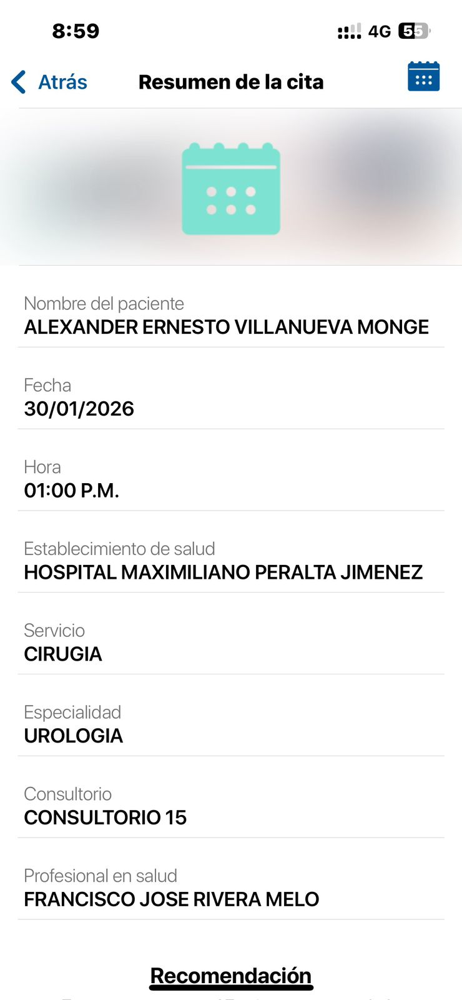 8:59
4G 55
Atrás
Resumen de la cita
Nombre del paciente
ALEXANDER ERNESTO VILLANUEVA MONGE
Fecha
30/01/2026
Hora
01:00 P.M.
Establecimiento de salud
HOSPITAL MAXIMILIANO PERALTA JIMENEZ
Servicio
CIRUGIA
Especialidad
UROLOGIA
Consultorio
CONSULTORIO 15
Profesional en salud
FRANCISCO JOSE RIVERA MELO
Recomendación